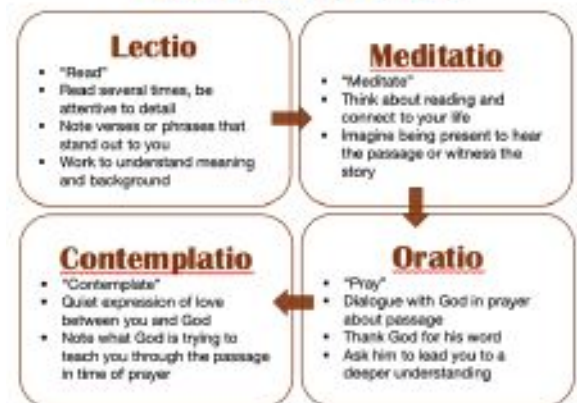 Lectio
• "Read"
• Read several times, be
attentive to detail
• Note verses or phrases that
stand out to you
• Work to understand meaning
and background
Meditatio
• "Meditate"
• Think about reading and
connect to your life
• Imagine being present to hear
the passage or witness the
story
Oratio
• "Pray"
• Dialogue with God in prayer
about passage
• Thank God for his word
• Ask him to lead you to a
deeper understanding
Contemplatio
• "Contemplate"
• Quiet expression of love
between you and God
• Note what God is trying to
teach you through the passage
in time of prayer